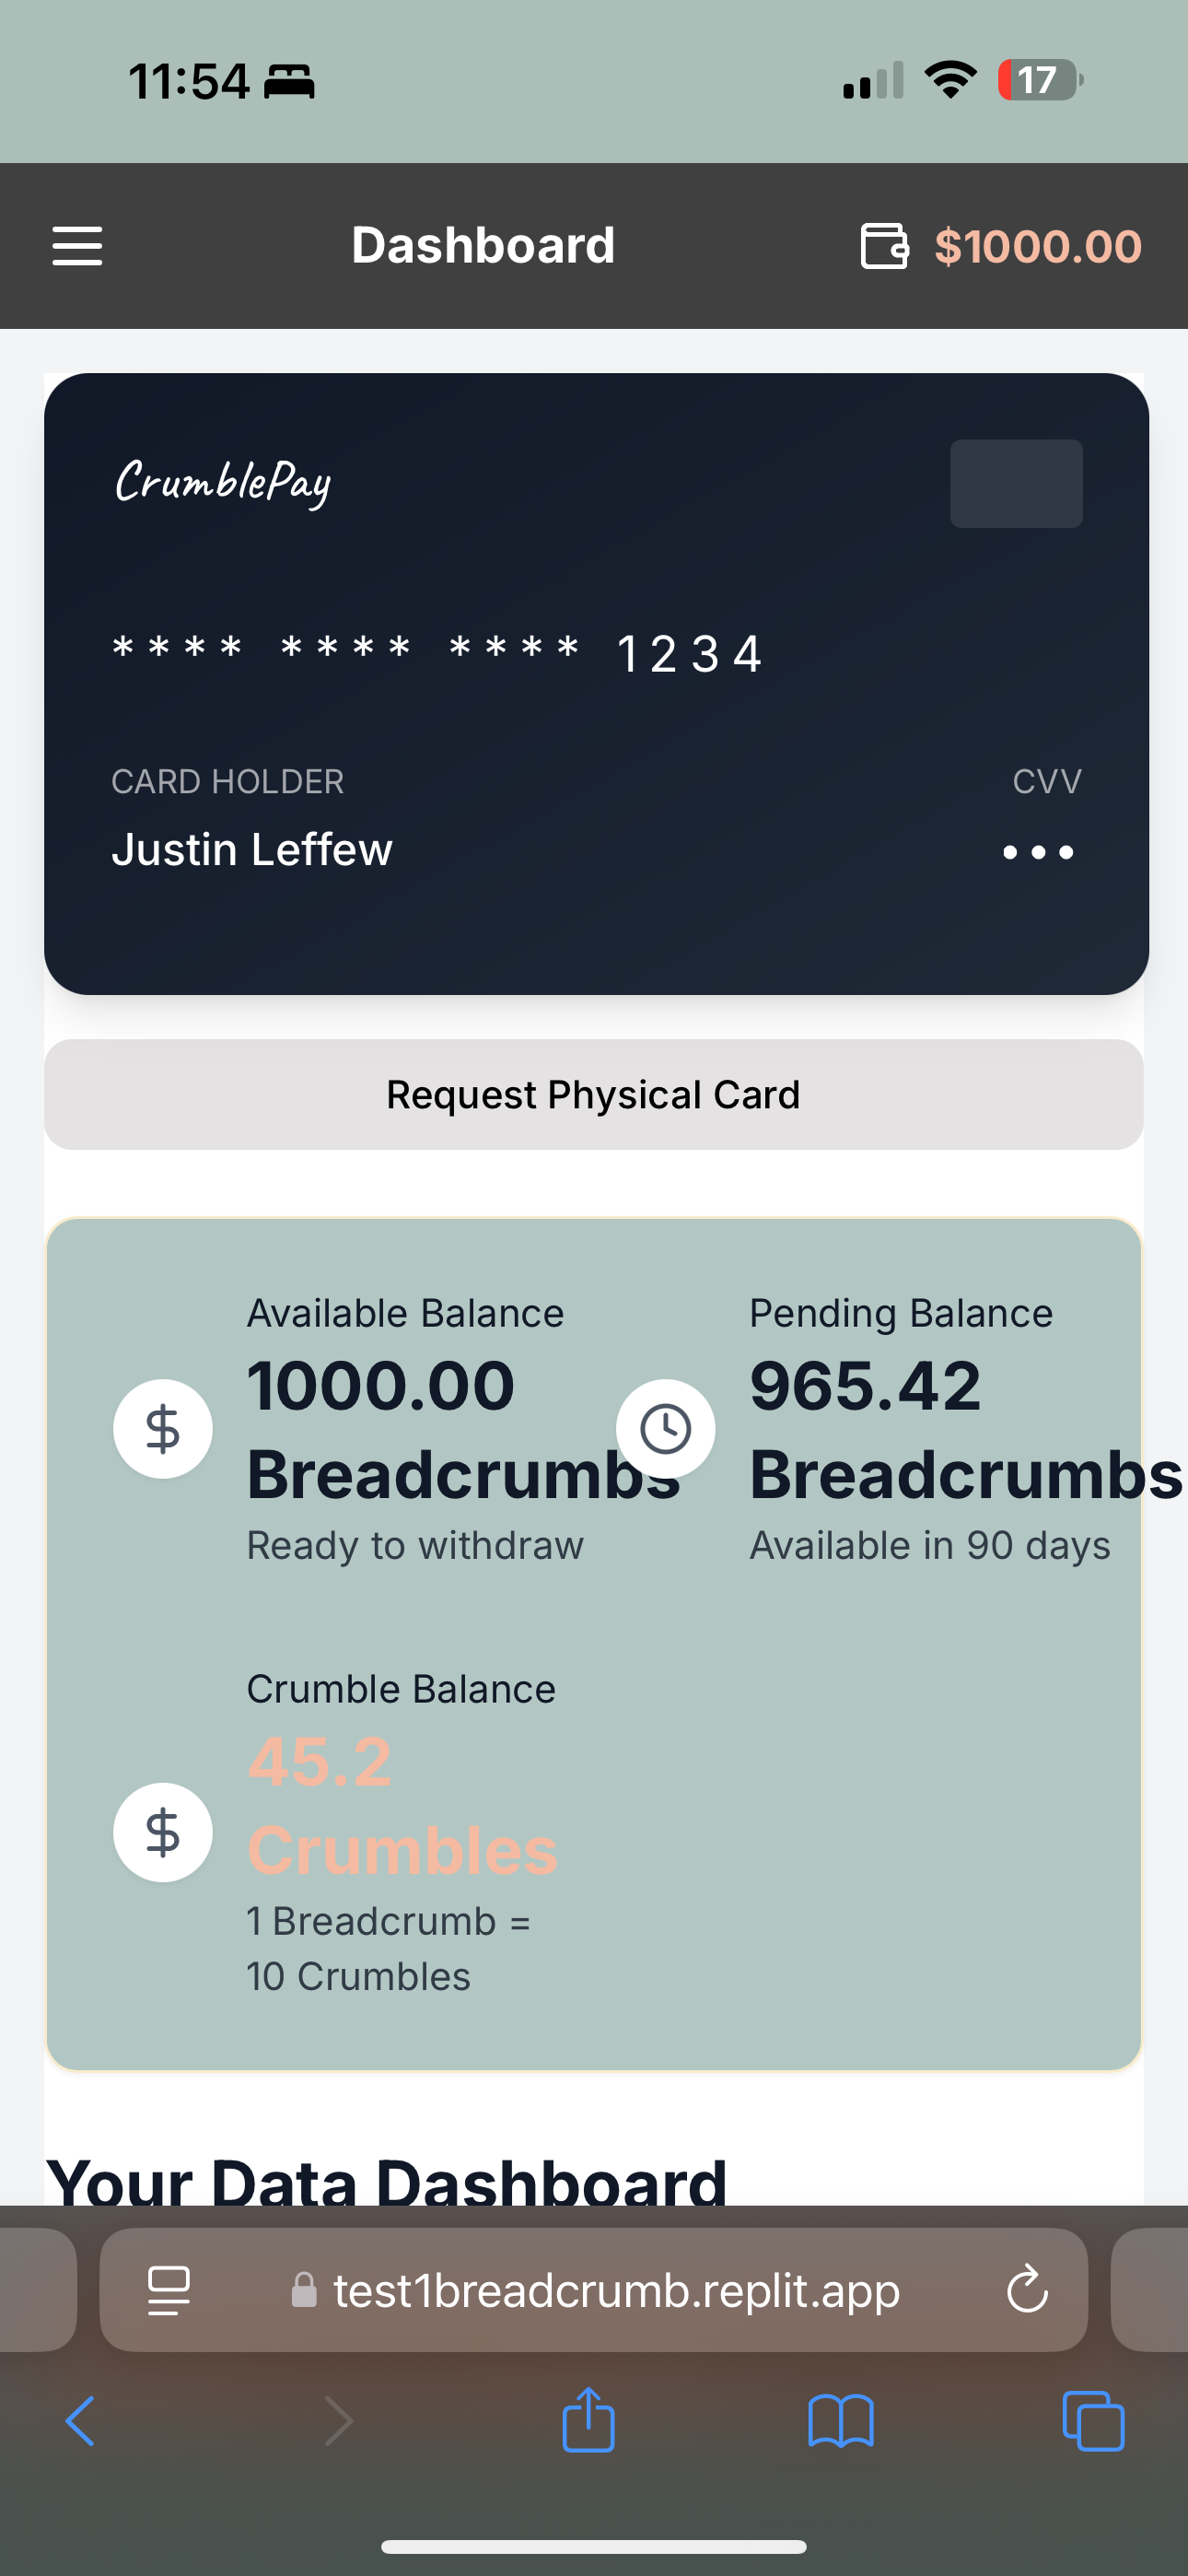 11:54
17
Dashboard
$1000.00
CrumblePay
**** **** **** 1234
CARD HOLDER
CVV
Justin Leffew
•••
Request Physical Card
Available Balance
1000.00
Breadcrumbs
Ready to withdraw
Pending Balance
965.42
Breadcrumbs
Available in 90 days
Crumble Balance
45.2
Crumbles
1 Breadcrumb =
10 Crumbles
Your Data Dashboard
test1breadcrumb.replit.app